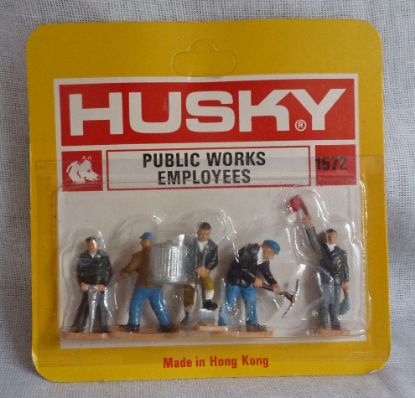 HUSKY®
PUBLIC WORKS
EMPLOYEES
1572
Made in Hong Kong